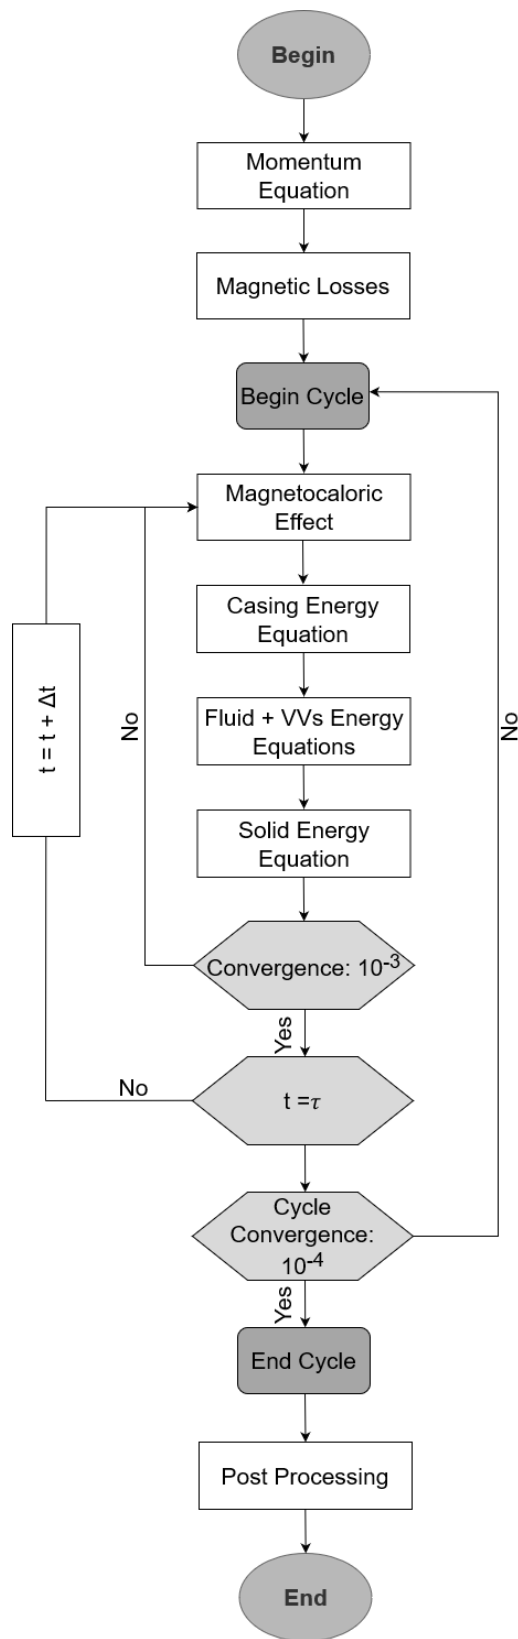 Begin
Momentum
Equation
Magnetic Losses
Begin Cycle
Magnetocaloric
Effect
Casing Energy
Equation
t = t + Δt
No
Fluid + VVs Energy
Equations
No
Solid Energy
Equation
Convergence: 10⁻³
Yes
No
t =τ
Cycle
Convergence:
10⁻⁴
Yes
End Cycle
Post Processing
End